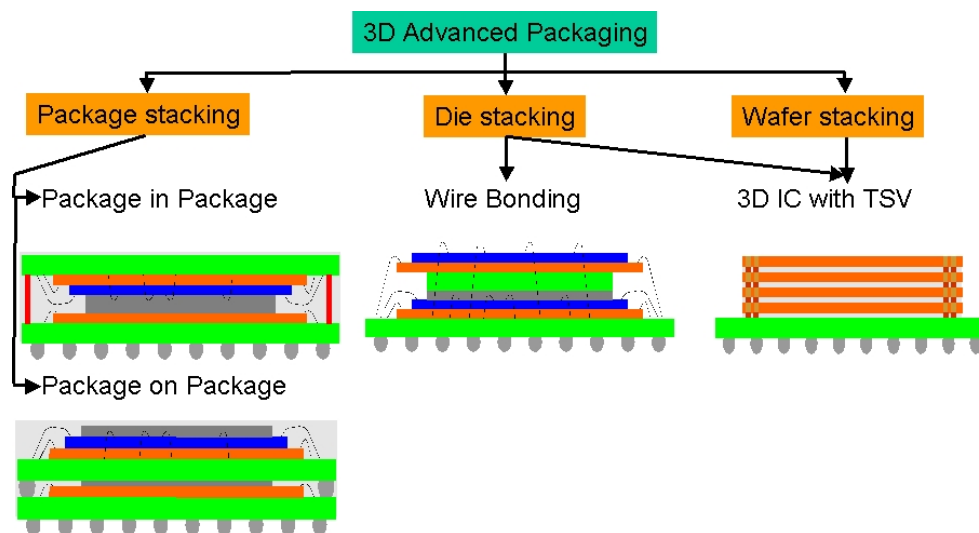 3D Advanced Packaging
Package stacking
Die stacking
Wafer stacking
Package in Package
Wire Bonding
3D IC with TSV
Package on Package